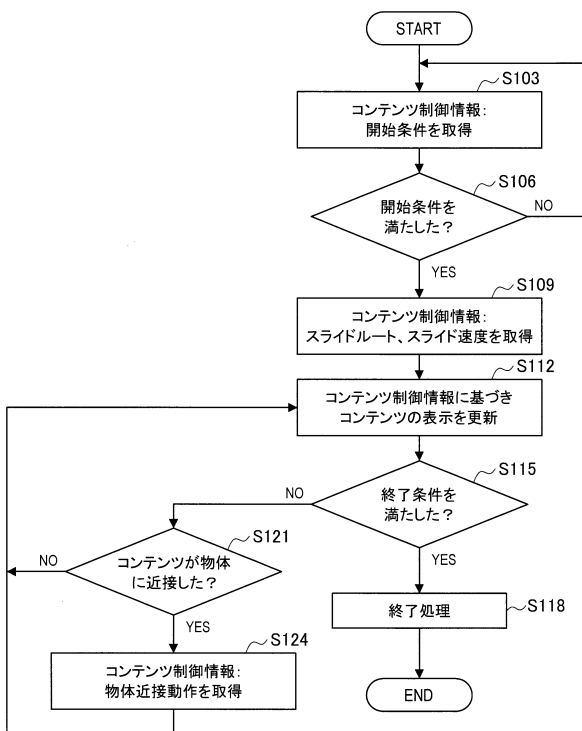 START
S103
コンテンツ制御情報:
開始条件を取得
S106
開始条件を
満たした?
NO
YES
S109
コンテンツ制御情報:
スライドルート、スライド速度を取得
S112
コンテンツ制御情報に基づき
コンテンツの表示を更新
S115
終了条件を
満たした?
NO
YES
S121
コンテンツが物体
に近接した?
NO
YES
S118
終了処理
S124
コンテンツ制御情報:
物体近接動作を取得
END